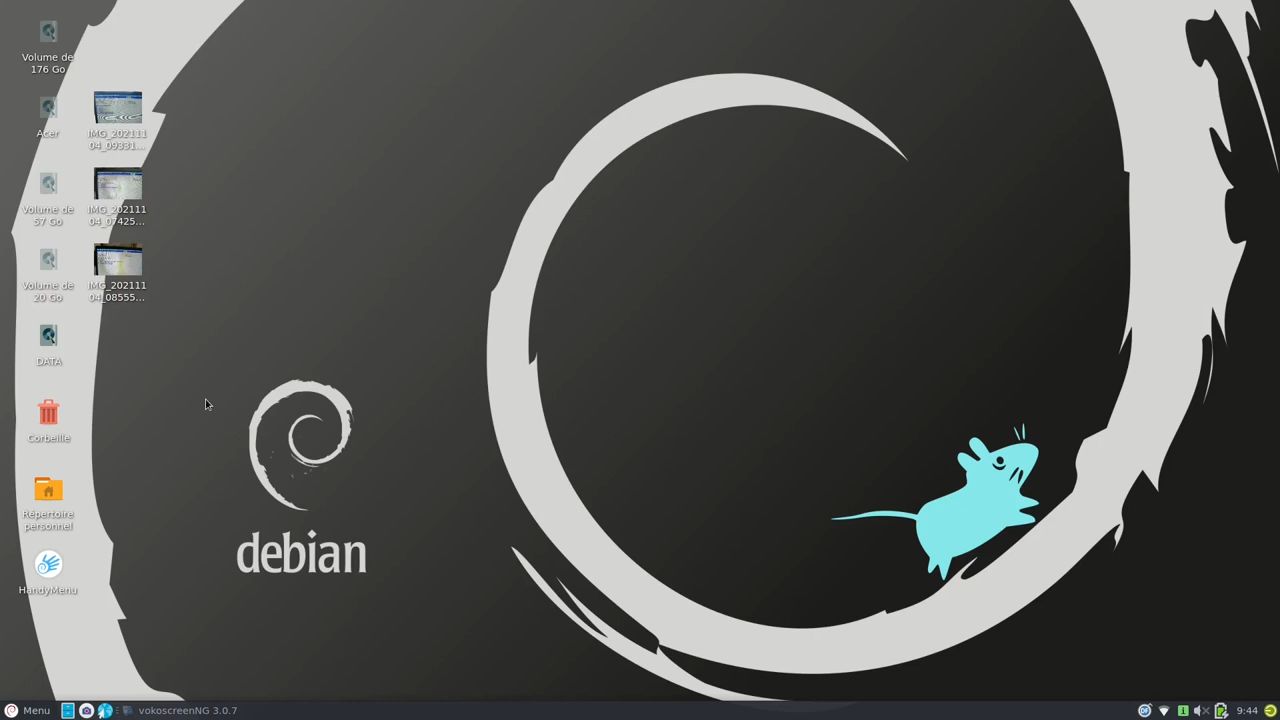 Volume de
176 Go
Acer
Volume de
57 Go
Volume de
20 Go
DATA
Corbeille
Répertoire
personnel
HandyMenu
IMG_202111
04_09331...
IMG_202111
04_07425...
IMG_202111
04_08555...
debian
Menu
vokoscreenNG 3.0.7
9:44